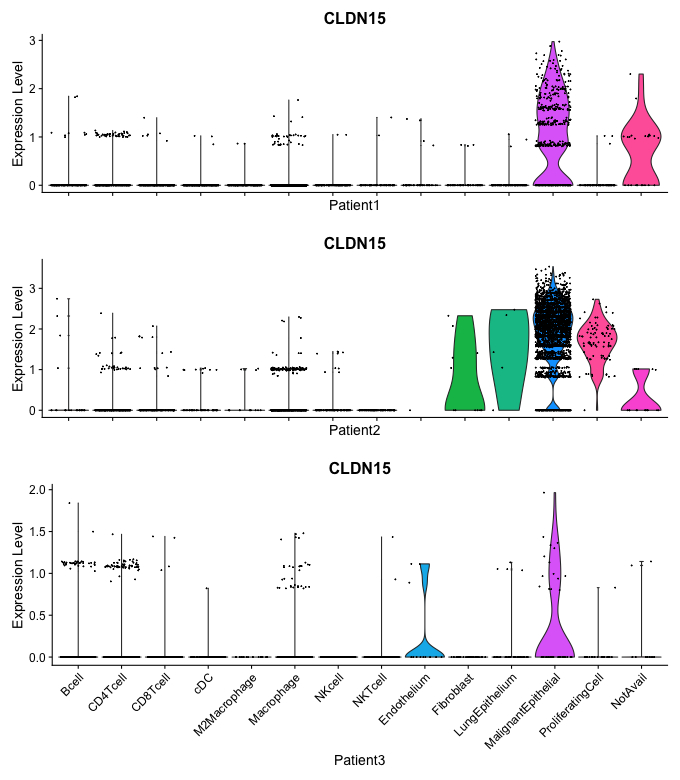 CLDN15
Expression Level
3
2
1
0
Patient1
CLDN15
Expression Level
3
2
1
0
Patient2
CLDN15
Expression Level
2.0
1.5
1.0
0.5
0.0
Bcell
CD4Tcell
CD8Tcell
cDC
M2Macrophage
Macrophage
NKcell
NKTcell
Endothelium
Fibroblast
LungEpithelium
MalignantEpithelial
ProliferatingCell
NotAvail
Patient3